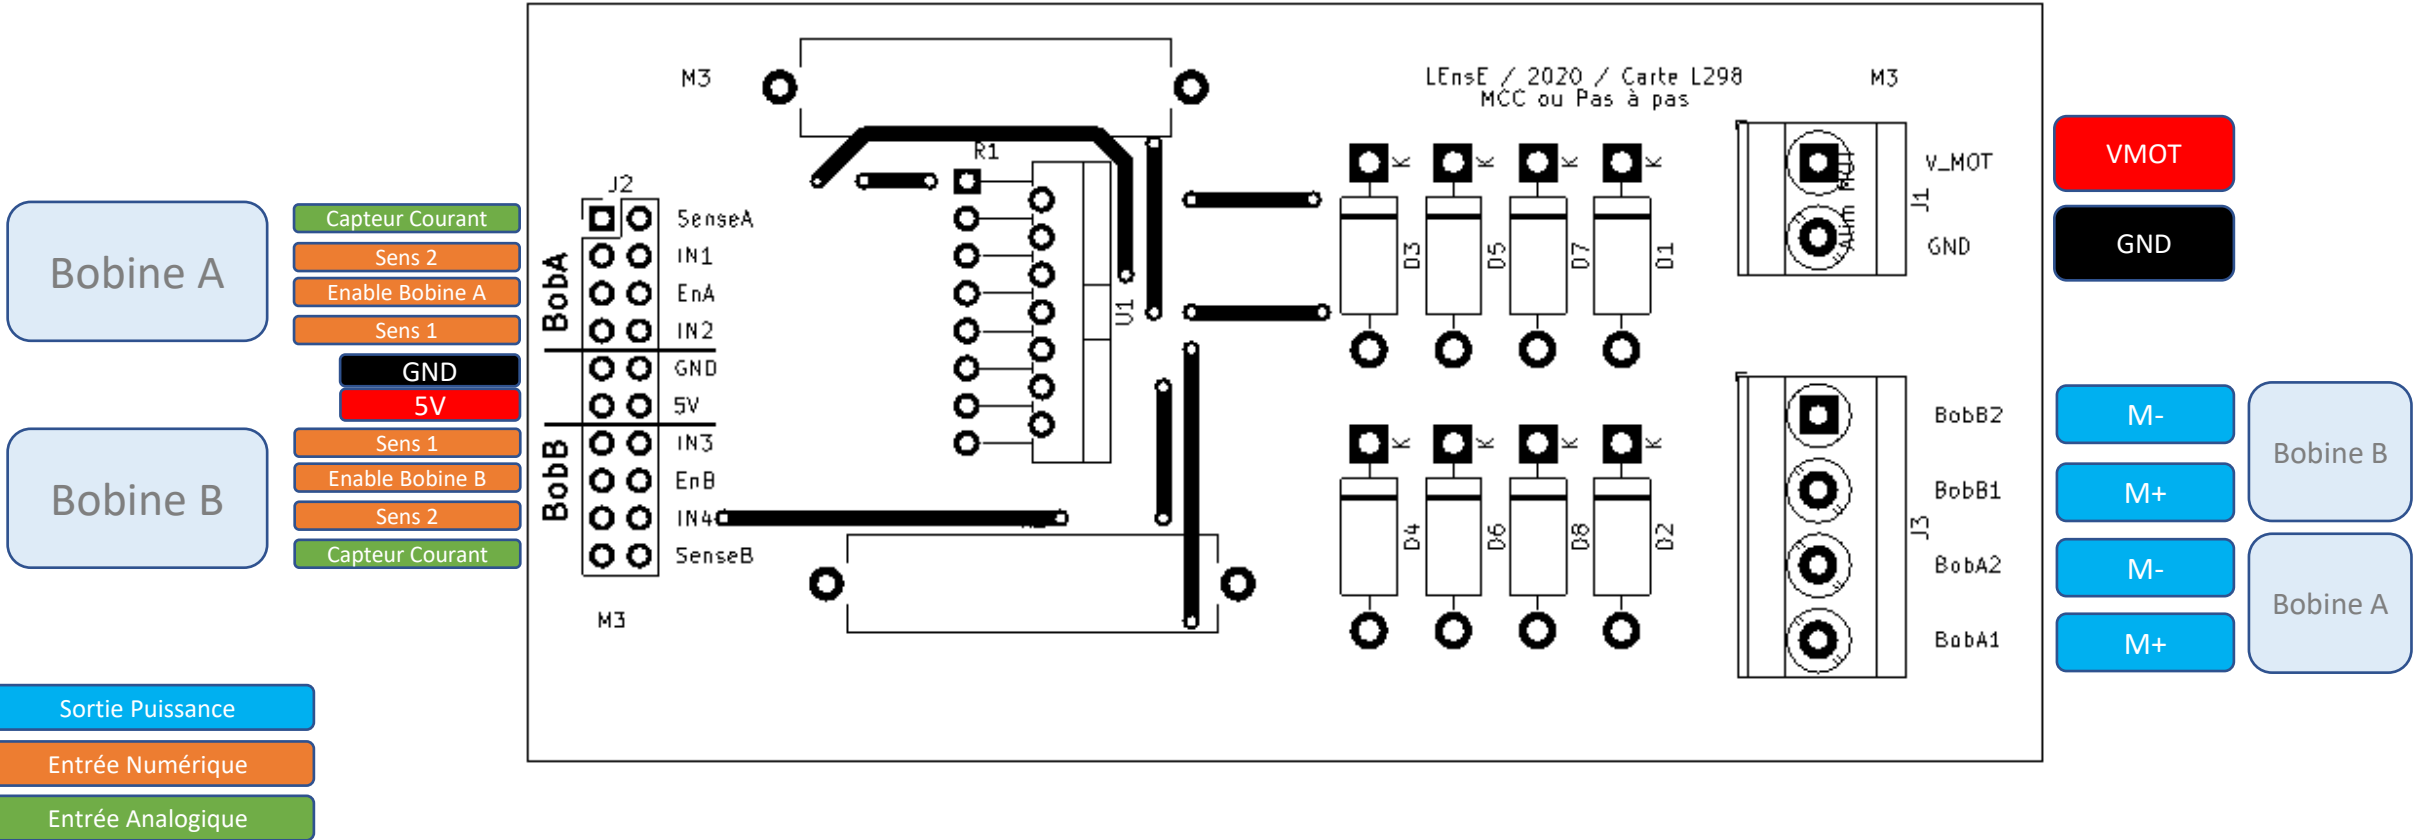 LEnsE / 2020 / Carte L298
MCC ou Pas à pas
M3
M3
R1
J2
V_MOT
Alim MOT
GND
J1
VMOT
GND
Bobine A
Capteur Courant
Sens 2
Enable Bobine A
Sens 1
GND
5V
Bobine B
Sens 1
Enable Bobine B
Sens 2
Capteur Courant
BobA
BobB
SenseA
IN1
EnA
IN2
GND
5V
IN3
EnB
IN4
SenseB
M3
U1
K
K
K
K
D3
D5
D7
D1
K
K
K
K
D4
D6
D8
D2
BobB2
BobB1
BobA2
BobA1
J3
M-
M+
M-
M+
Bobine B
Bobine A
Sortie Puissance
Entrée Numérique
Entrée Analogique